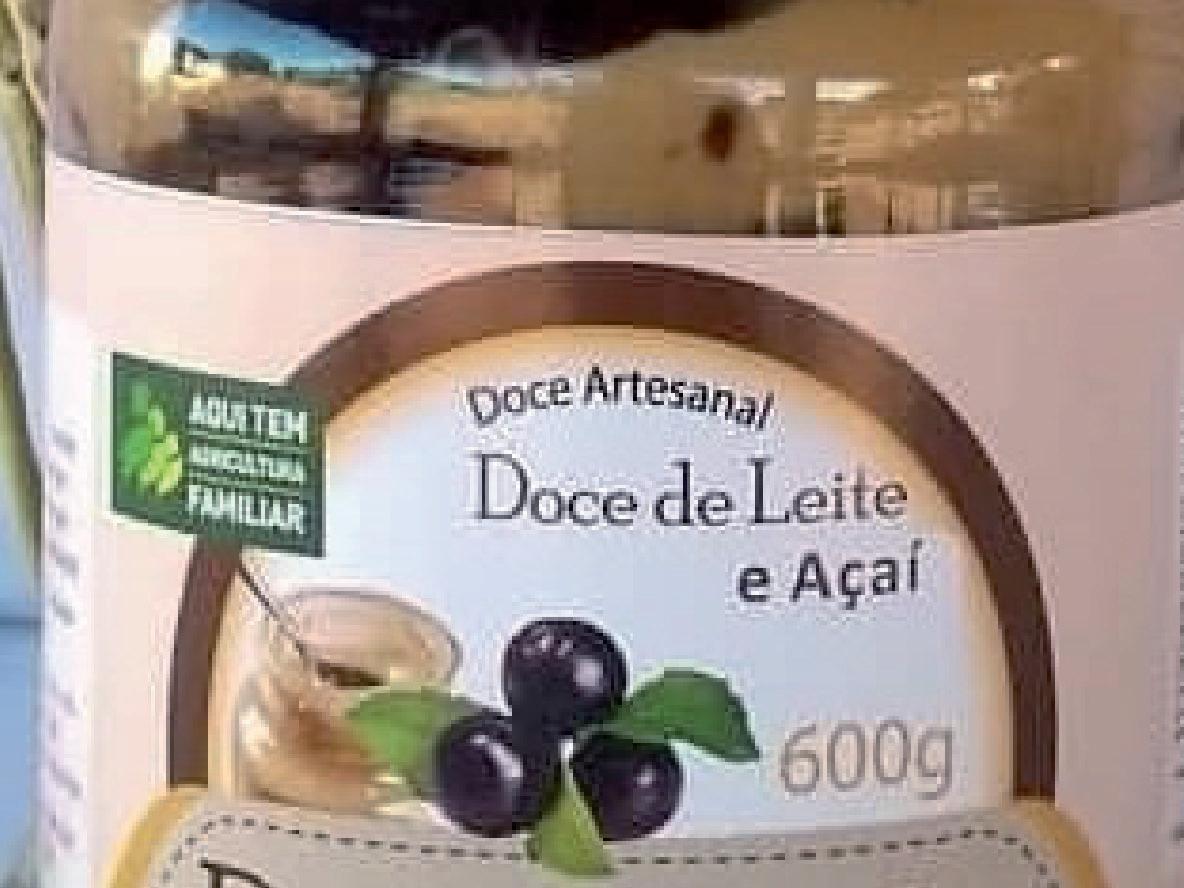 Doce Artesanal
Doce de Leite
e Açaí
AQUI TEM
AGRICULTURA
FAMILIAR
600g